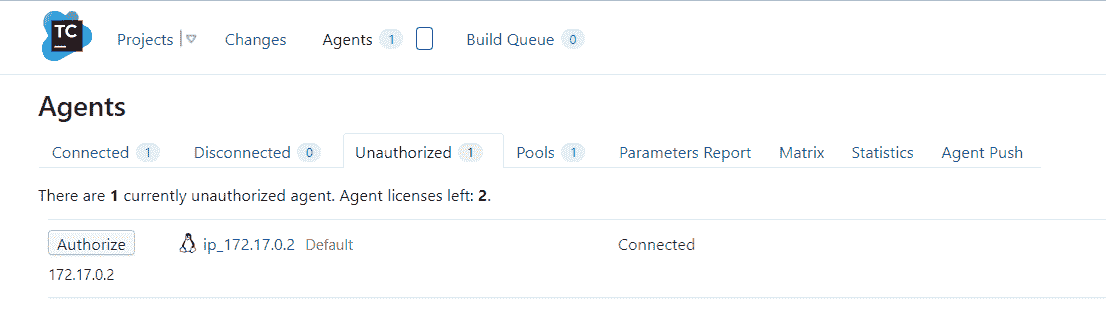 TC
Projects Changes Agents 1 Build Queue 0
Agents
Connected 1 Disconnected 0 Unauthorized 1 Pools 1 Parameters Report Matrix Statistics Agent Push
There are 1 currently unauthorized agent. Agent licenses left: 2.
Authorize ip_172.17.0.2 Default Connected
172.17.0.2